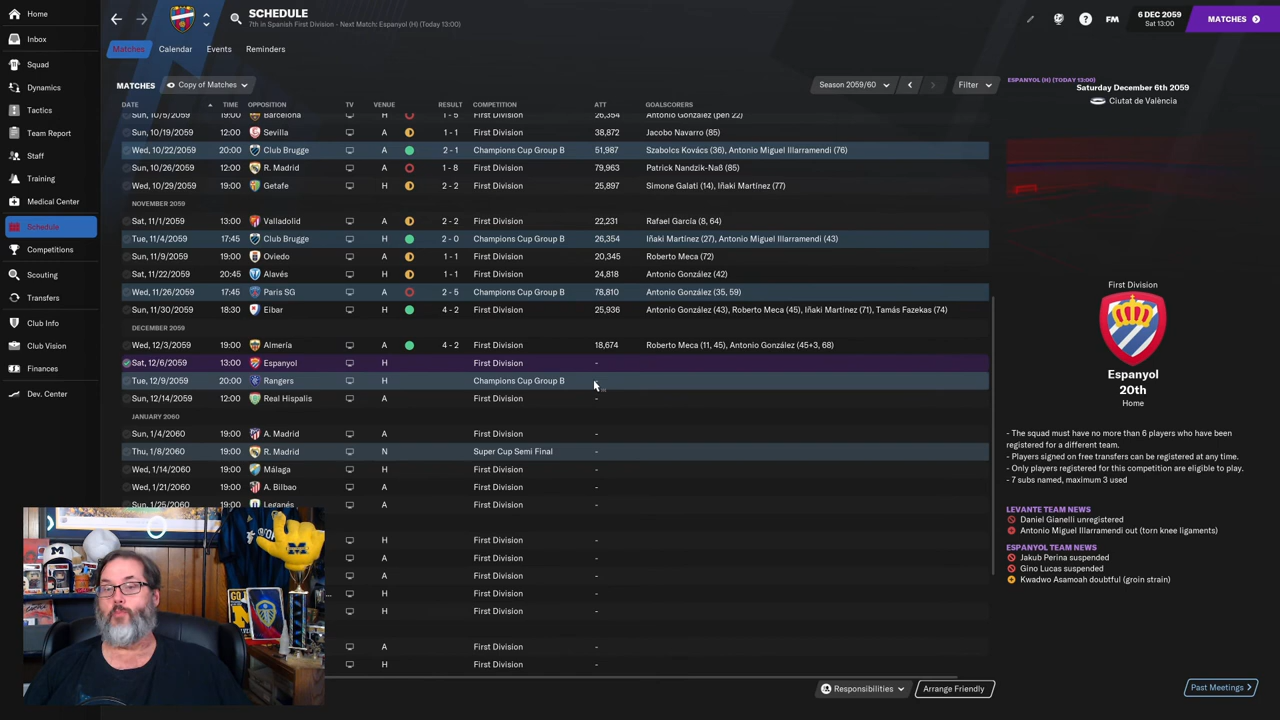 Home
Inbox
Squad
Dynamics
Tactics
Team Report
Staff
Training
Medical Center
Schedule
Competitions
Scouting
Transfers
Club Info
Club Vision
Finances
Dev. Center
SCHEDULE
7th in Spanish First Division - Next Match: Espanyol (H) (Today 13:00)
FM
6 DEC 2059
Sat 13:00
MATCHES
Matches Calendar Events Reminders
MATCHES Copy of Matches Season 2059/60 Filter
DATE TIME OPPOSITION TV VENUE RESULT COMPETITION ATT GOALSCORERS
Sun, 10/5/2059 19:00 Barcelona H 1 - 5 First Division 26,354 Antonio González (pen 22)
Sun, 10/19/2059 12:00 Sevilla A 1 - 1 First Division 38,872 Jacobo Navarro (85)
Wed, 10/22/2059 20:00 Club Brugge A 2 - 1 Champions Cup Group B 51,987 Szabolcs Kovács (36), Antonio Miguel Illarramendi (76)
Sun, 10/26/2059 19:00 R. Madrid A 1 - 8 First Division 79,963 Patrick Nandzik-Naß (85)
Wed, 10/29/2059 19:00 Getafe H 2 - 2 First Division 25,897 Simone Galati (14), Iñaki Martínez (77)
NOVEMBER 2059
Sat, 11/1/2059 13:00 Valladolid A 2 - 2 First Division 22,231 Rafael García (8, 64)
Tue, 11/4/2059 17:45 Club Brugge H 2 - 0 Champions Cup Group B 26,354 Iñaki Martínez (27), Antonio Miguel Illarramendi (43)
Sun, 11/9/2059 19:00 Oviedo A 1 - 1 First Division 20,345 Roberto Meca (72)
Sat, 11/22/2059 20:45 Alavés H 1 - 1 First Division 24,818 Antonio González (42)
Wed, 11/26/2059 17:45 Paris SG A 2 - 5 Champions Cup Group B 78,810 Antonio González (35, 59)
Sun, 11/30/2059 18:30 Eibar H 4 - 2 First Division 25,936 Antonio González (43), Roberto Meca (45), Iñaki Martínez (71), Tamás Fazekas (74)
DECEMBER 2059
Wed, 12/3/2059 19:00 Almería A 4 - 2 First Division 18,674 Roberto Meca (11, 45), Antonio González (45+3, 68)
Sat, 12/6/2059 13:00 Espanyol H First Division -
Tue, 12/9/2059 20:00 Rangers H Champions Cup Group B
Sun, 12/14/2059 12:00 Real Hispalis A First Division -
JANUARY 2060
Sun, 1/4/2060 19:00 A. Madrid A First Division -
Thu, 1/8/2060 19:00 R. Madrid N Super Cup Semi Final -
Wed, 1/14/2060 19:00 Málaga H First Division -
Wed, 1/21/2060 19:00 A. Bilbao A First Division -
Sun, 1/25/2060 19:00 Leganés H First Division -
H First Division -
A First Division -
A First Division -
H First Division -
H First Division -
A First Division -
H First Division -
Responsibilities Arrange Friendly
ESPANYOL (H) (TODAY 13:00)
Saturday December 6th 2059
Ciutat de València
First Division
Espanyol
20th
Home
- The squad must have no more than 6 players who have been
registered for a different team.
- Players signed on free transfers can be registered at any time.
- Only players registered for this competition are eligible to play.
- 7 subs named, maximum 3 used
LEVANTE TEAM NEWS
Daniel Gianelli unregistered
Antonio Miguel Illarramendi out (torn knee ligaments)
ESPANYOL TEAM NEWS
Jakub Perina suspended
Gino Lucas suspended
Kwadwo Asamoah doubtful (groin strain)
Past Meetings